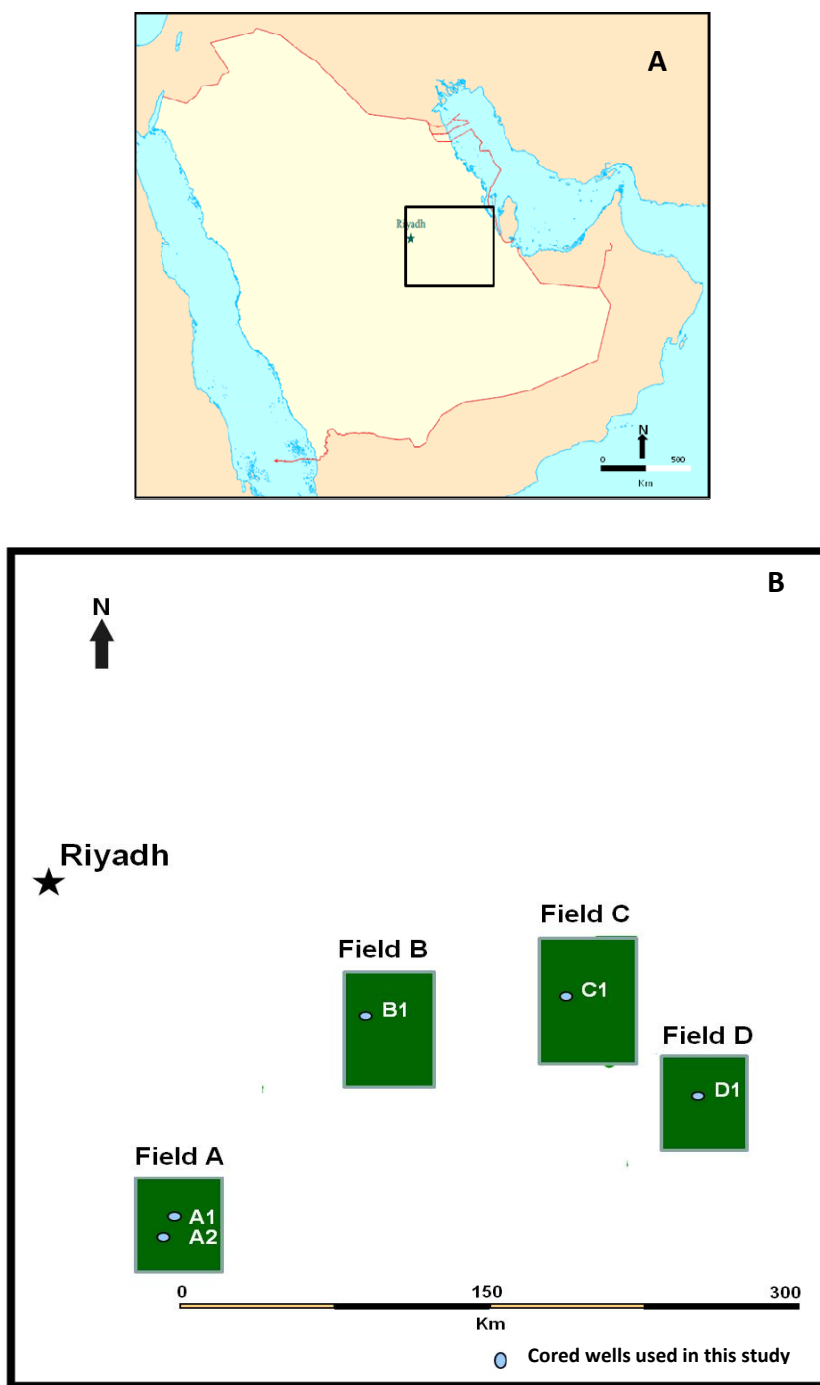 A
Riyadh
N
0 500
Km
B
N
Riyadh
Field C
Field B
C1
B1
Field D
D1
Field A
A1
A2
0 150 300
Km
Cored wells used in this study